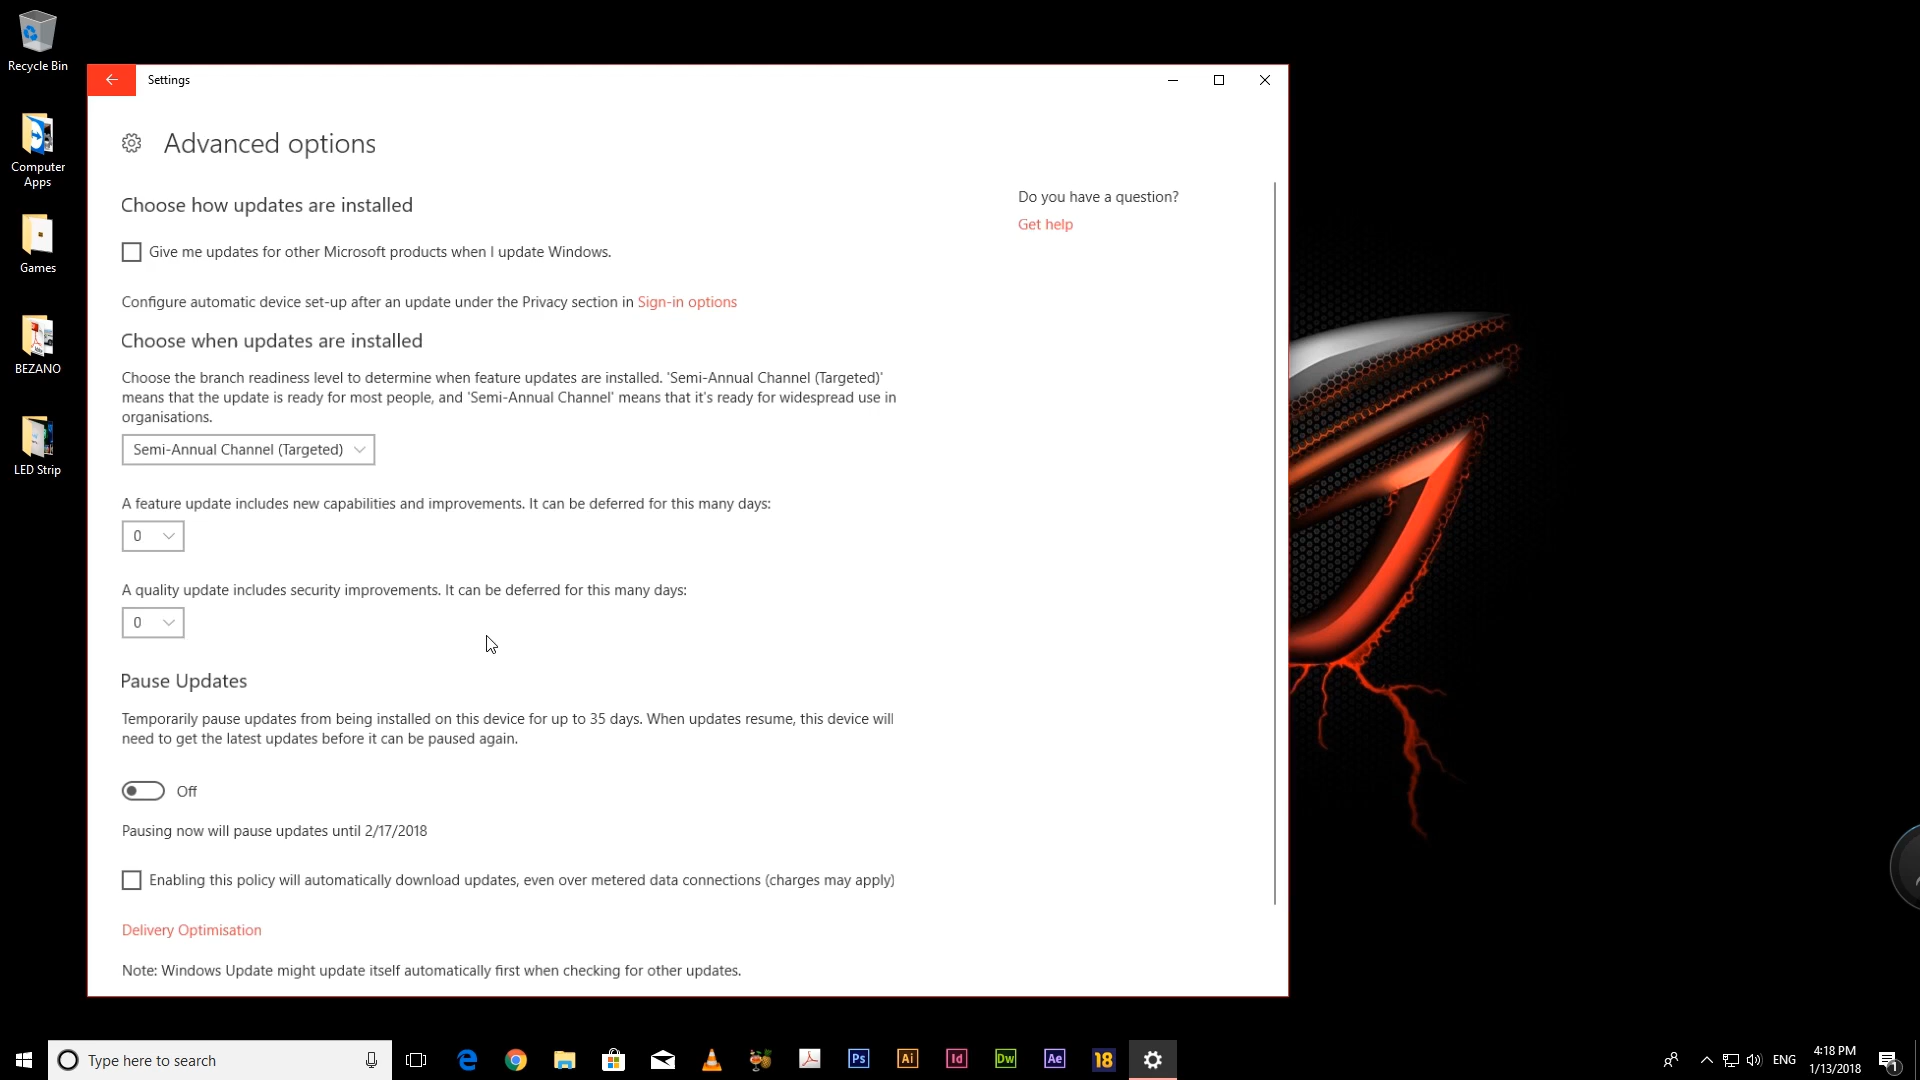 Recycle Bin
Computer
Apps
Games
BEZANO
LED Strip
Settings
Advanced options
Choose how updates are installed
Give me updates for other Microsoft products when I update Windows.
Configure automatic device set-up after an update under the Privacy section in Sign-in options
Choose when updates are installed
Choose the branch readiness level to determine when feature updates are installed. 'Semi-Annual Channel (Targeted)'
means that the update is ready for most people, and 'Semi-Annual Channel' means that it's ready for widespread use in
organisations.
Semi-Annual Channel (Targeted)
A feature update includes new capabilities and improvements. It can be deferred for this many days:
0
A quality update includes security improvements. It can be deferred for this many days:
0
Pause Updates
Temporarily pause updates from being installed on this device for up to 35 days. When updates resume, this device will
need to get the latest updates before it can be paused again.
Off
Pausing now will pause updates until 2/17/2018
Enabling this policy will automatically download updates, even over metered data connections (charges may apply)
Delivery Optimisation
Note: Windows Update might update itself automatically first when checking for other updates.
Do you have a question?
Get help
Type here to search
Ps
Ai
Id
Dw
Ae
18
ENG
4:18 PM
1/13/2018
1